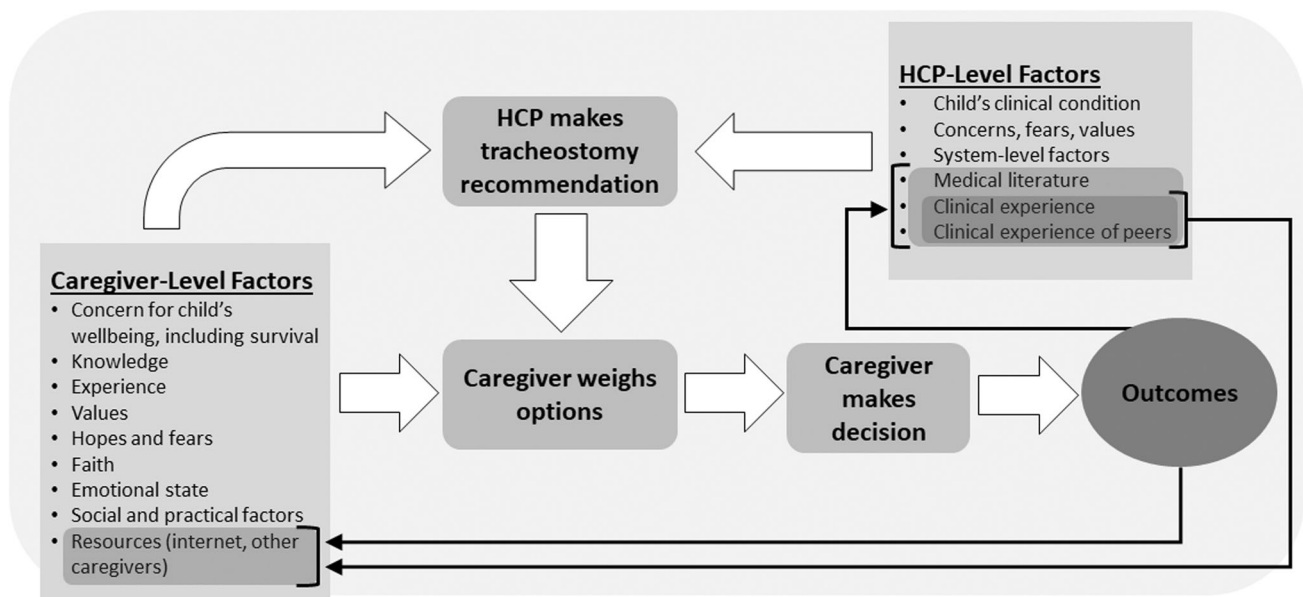 HCP-Level Factors
• Child's clinical condition
• Concerns, fears, values
• System-level factors
• Medical literature
• Clinical experience
• Clinical experience of peers
HCP makes
tracheostomy
recommendation
Caregiver-Level Factors
• Concern for child's
wellbeing, including survival
• Knowledge
• Experience
• Values
• Hopes and fears
• Faith
• Emotional state
• Social and practical factors
• Resources (internet, other
caregivers)
Caregiver weighs
options
Caregiver
makes
decision
Outcomes